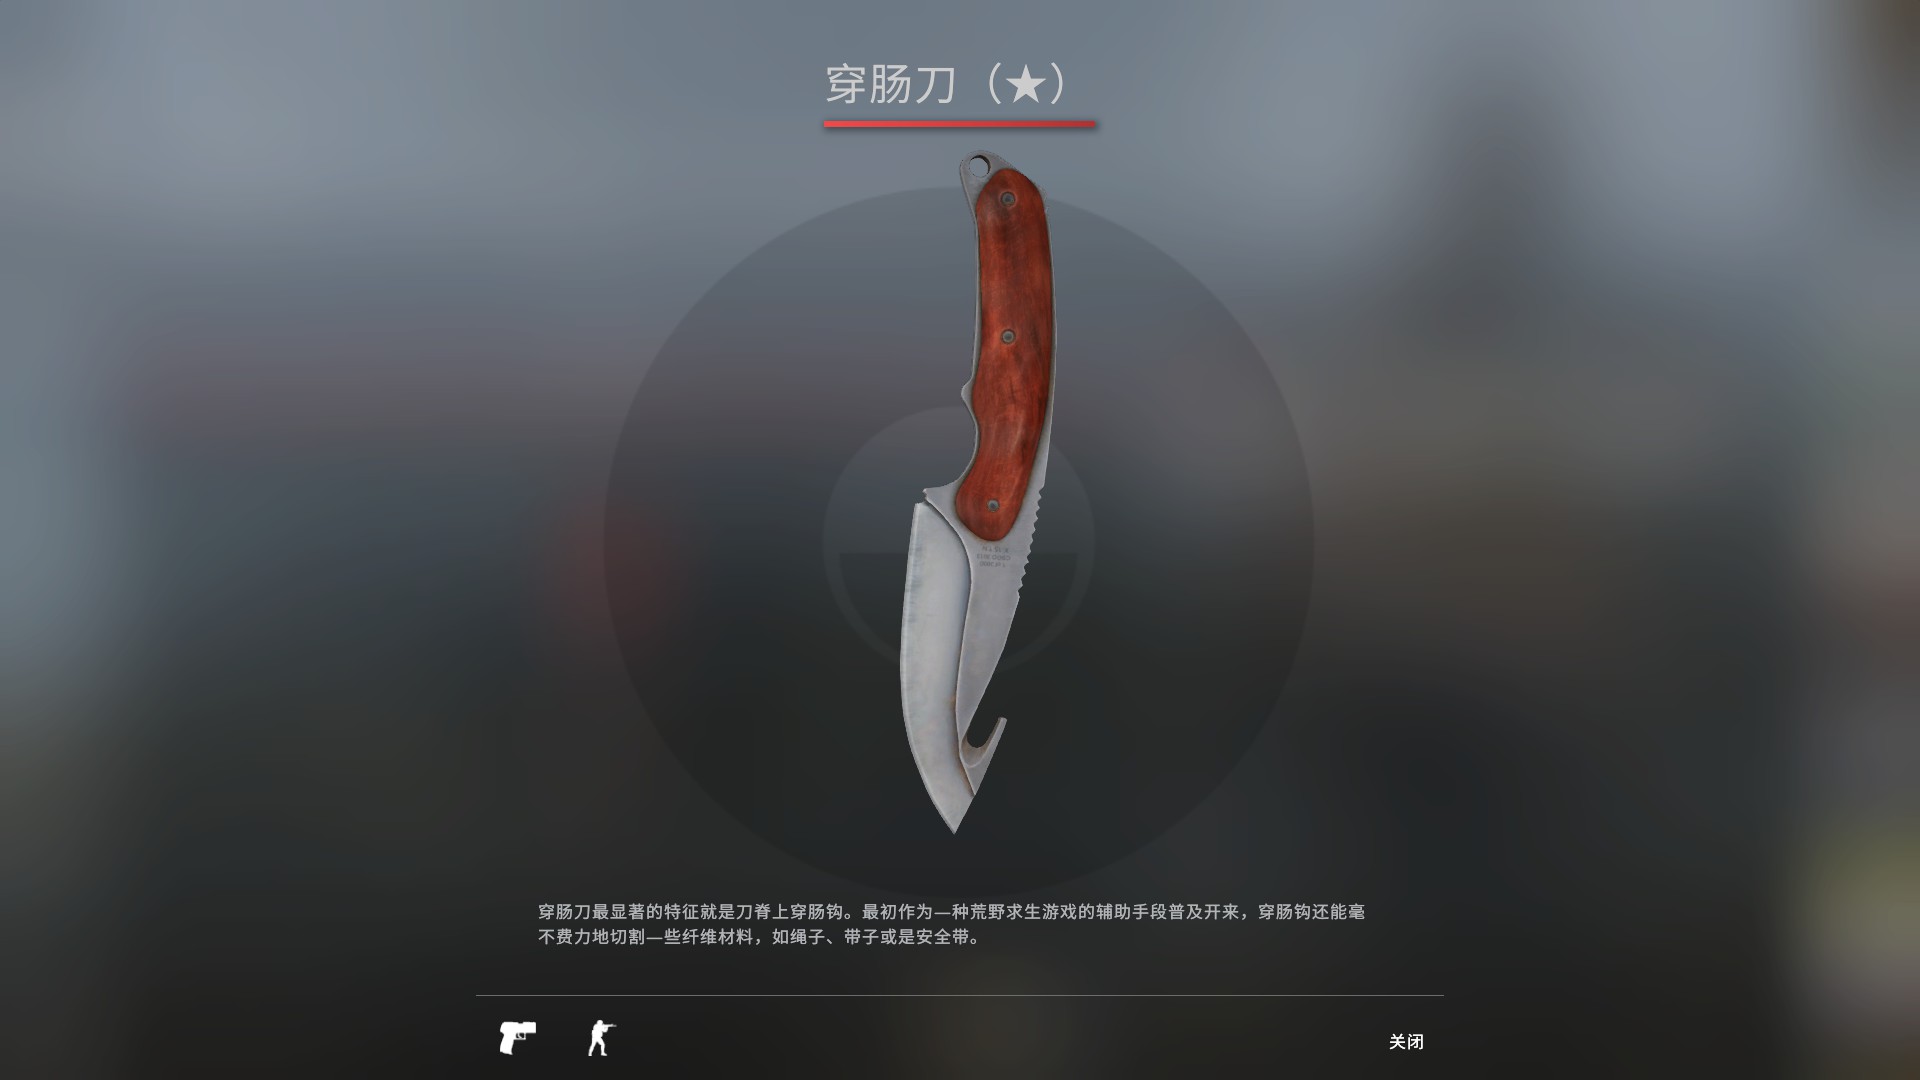 穿肠刀（★）
穿肠刀最显著的特征就是刀脊上穿肠钩。最初作为一种荒野求生游戏的辅助手段普及开来，穿肠钩还能毫
不费力地切割一些纤维材料，如绳子、带子或是安全带。
关闭